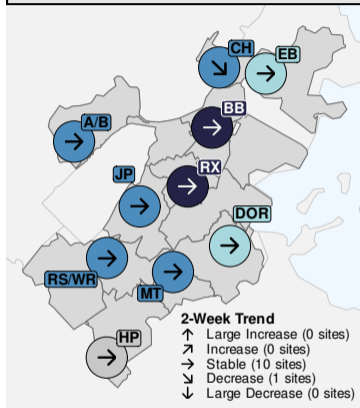 CH
EB
BB
A/B
RX
JP
DOR
RS/WR
MT
HP
2-Week Trend
↑ Large Increase (0 sites)
↗ Increase (0 sites)
→ Stable (10 sites)
↘ Decrease (1 sites)
↓ Large Decrease (0 sites)